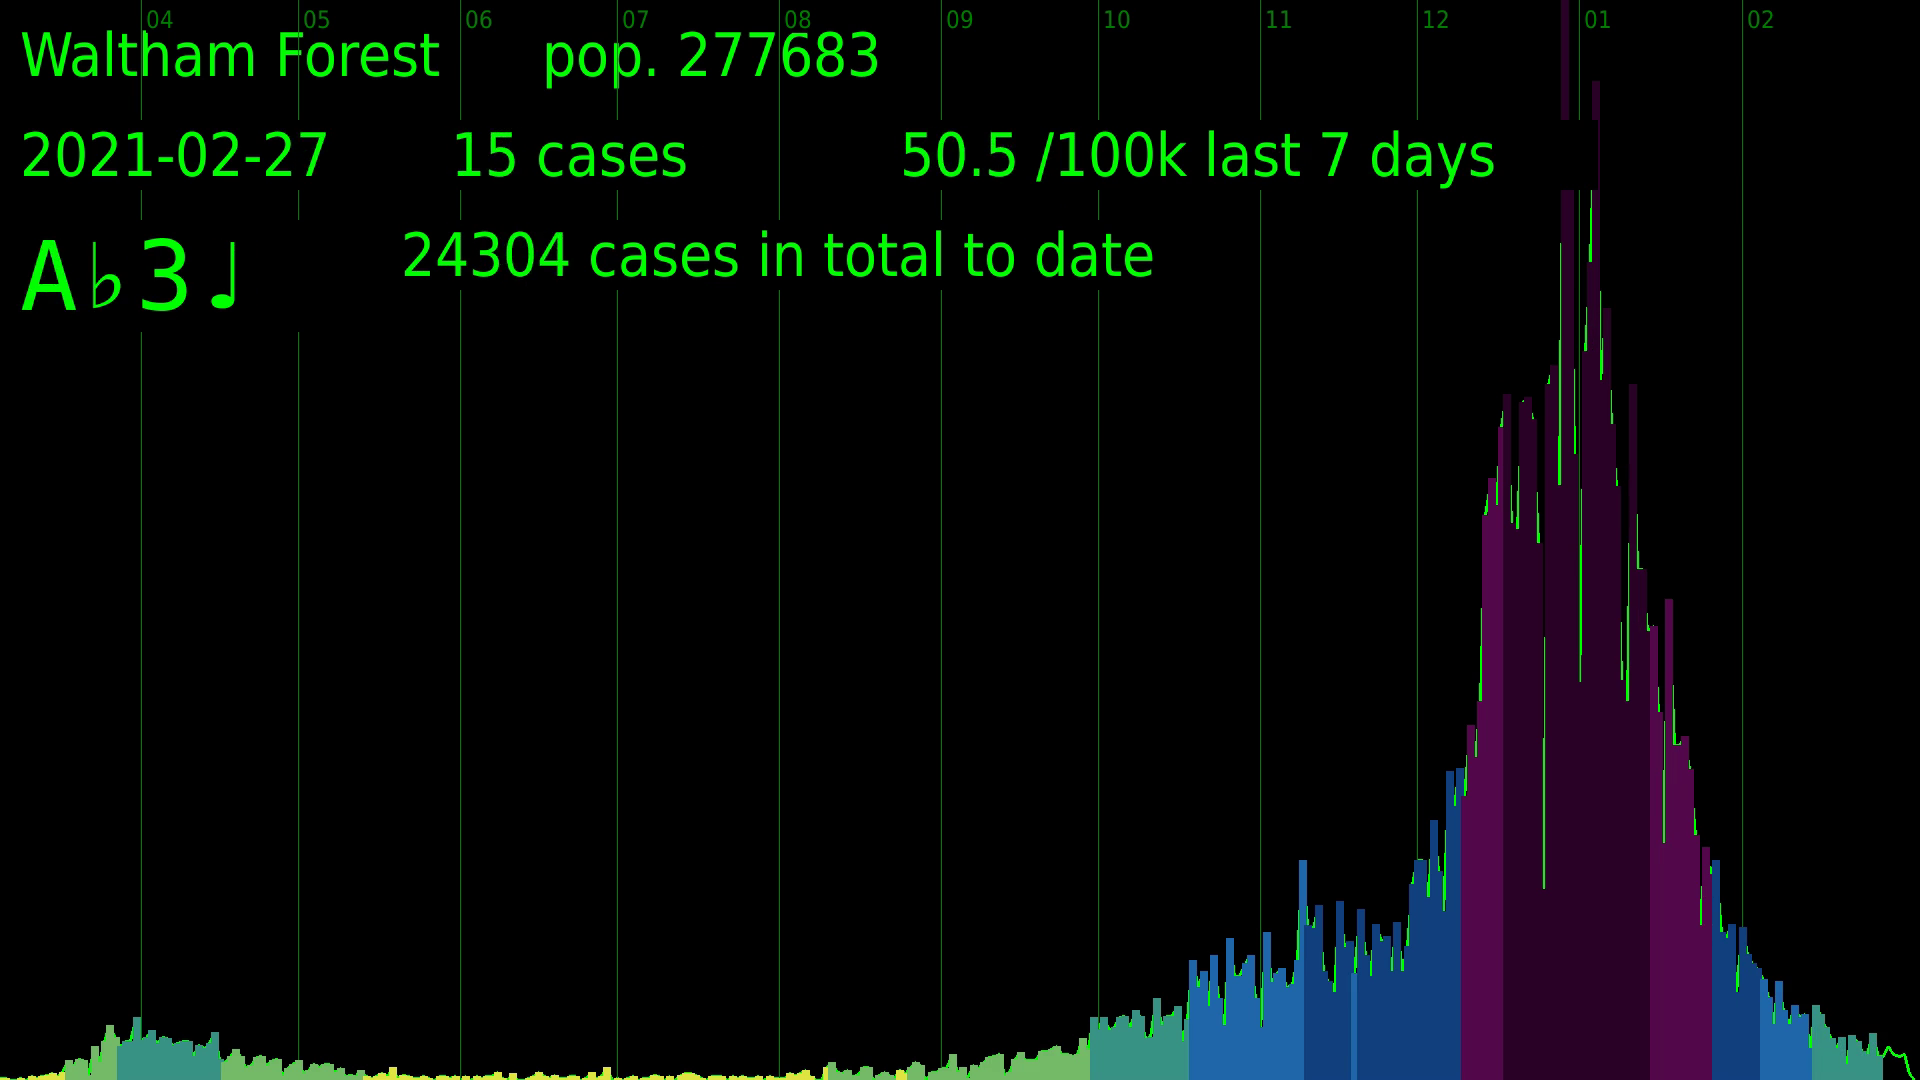 04 05 06 07 08 09 10 11 12 01 02
Waltham Forest pop. 277683
2021-02-27 15 cases 50.5 /100k last 7 days
A♭3♩ 24304 cases in total to date